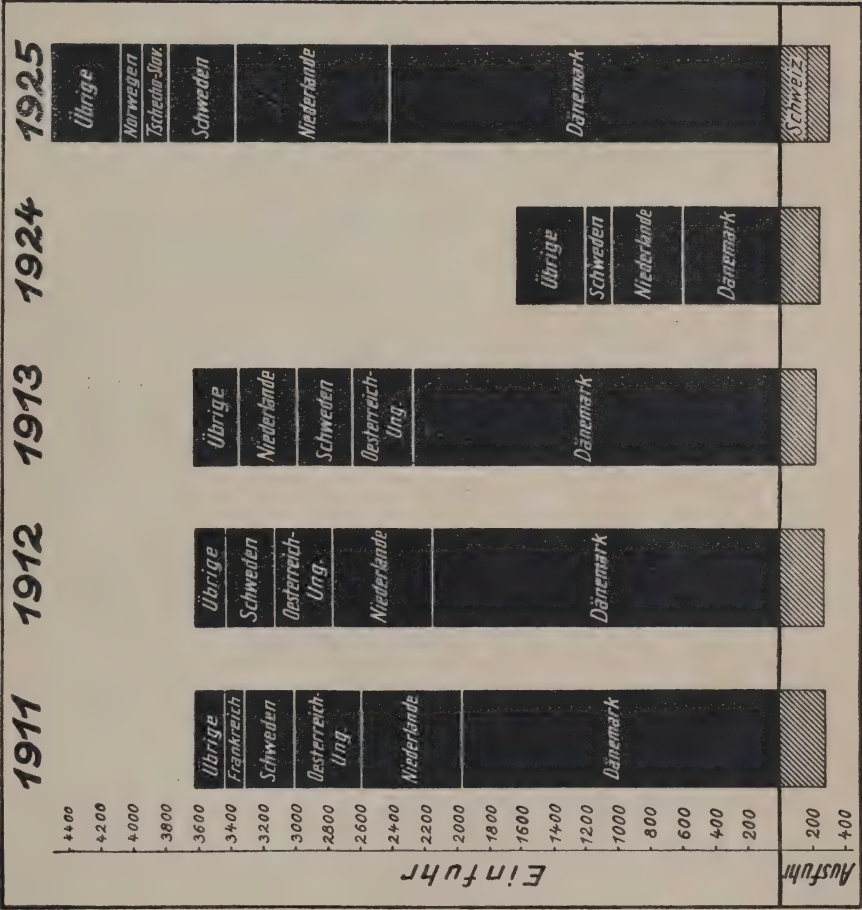 1911 1912 1913 1924 1925
Einfuhr
4400
4200
4000
3800
3600
3400
3200
3000
2800
2600
2400
2200
2000
1800
1600
1400
1200
1000
800
600
400
200
Ausfuhr
200
400
Übrige
Frankreich
Schweden
Oesterreich-
Ung.
Niederlande
Dänemark
Übrige
Schweden
Oesterreich-
Ung.
Niederlande
Dänemark
Übrige
Niederlande
Schweden
Oesterreich-
Ung.
Dänemark
Übrige
Schweden
Niederlande
Dänemark
Übrige
Norwegen
Tschecho-Slov.
Schweden
Niederlande
Dänemark
Schweiz